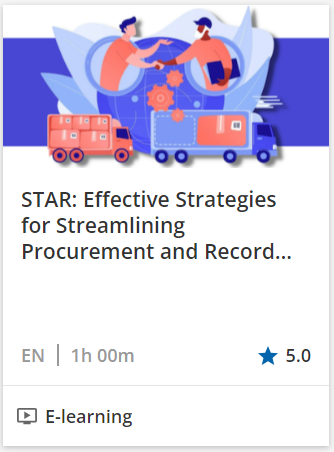 STAR: Effective Strategies
for Streamlining
Procurement and Record...
EN | 1h 00m
5.0
E-learning